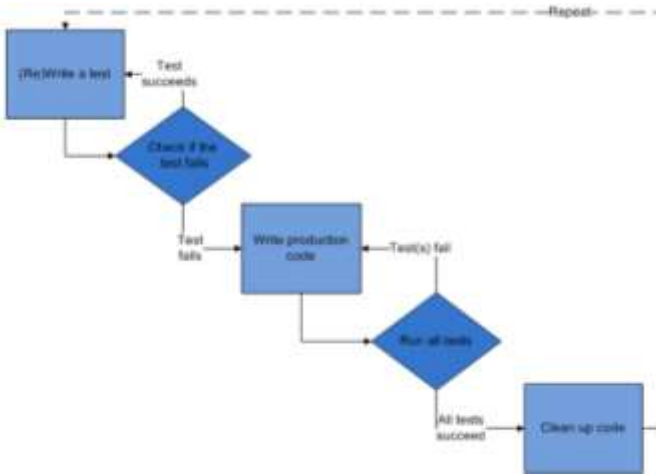 Repeat
(Re)Write a test
Test
succeeds
Check if the
test fails
Test
fails
Write production
code
Test(s) fail
Run all tests
All tests
succeed
Clean up code